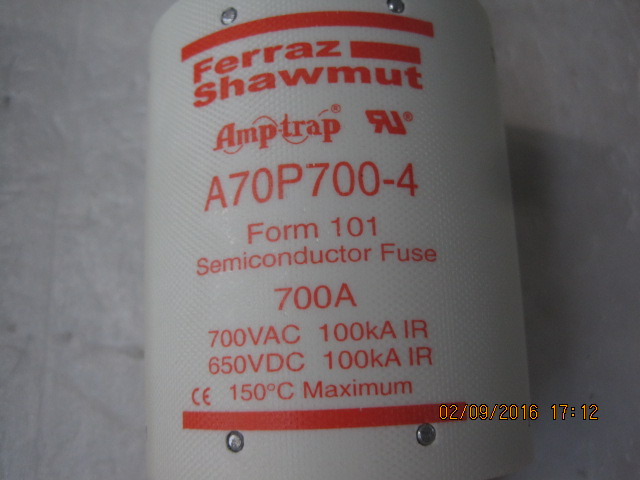 Ferraz
Shawmut
Amp-trap® RU®
A70P700-4
Form 101
Semiconductor Fuse
700A
700VAC 100kA IR
650VDC 100kA IR
CE 150°C Maximum
02/09/2016 17:12